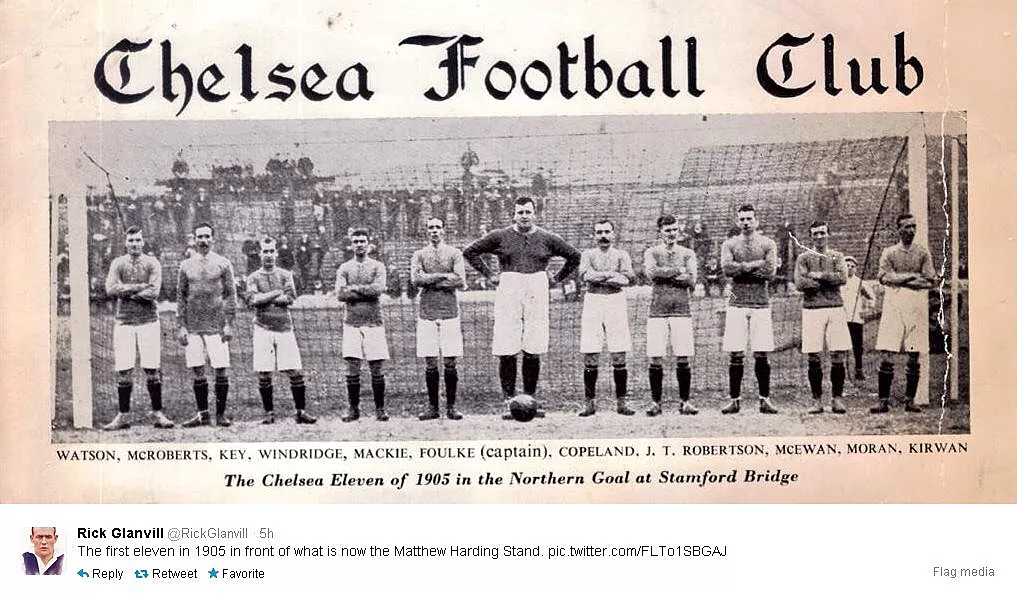 Chelsea Football Club
WATSON, McROBERTS, KEY, WINDRIDGE, MACKIE, FOULKE (captain), COPELAND, J. T. ROBERTSON, McEWAN, MORAN, KIRWAN
The Chelsea Eleven of 1905 in the Northern Goal at Stamford Bridge
Rick Glanvill @RickGlanvill · 5h
The first eleven in 1905 in front of what is now the Matthew Harding Stand. pic.twitter.com/FLTo1SBGAJ
Reply Retweet Favorite Flag media